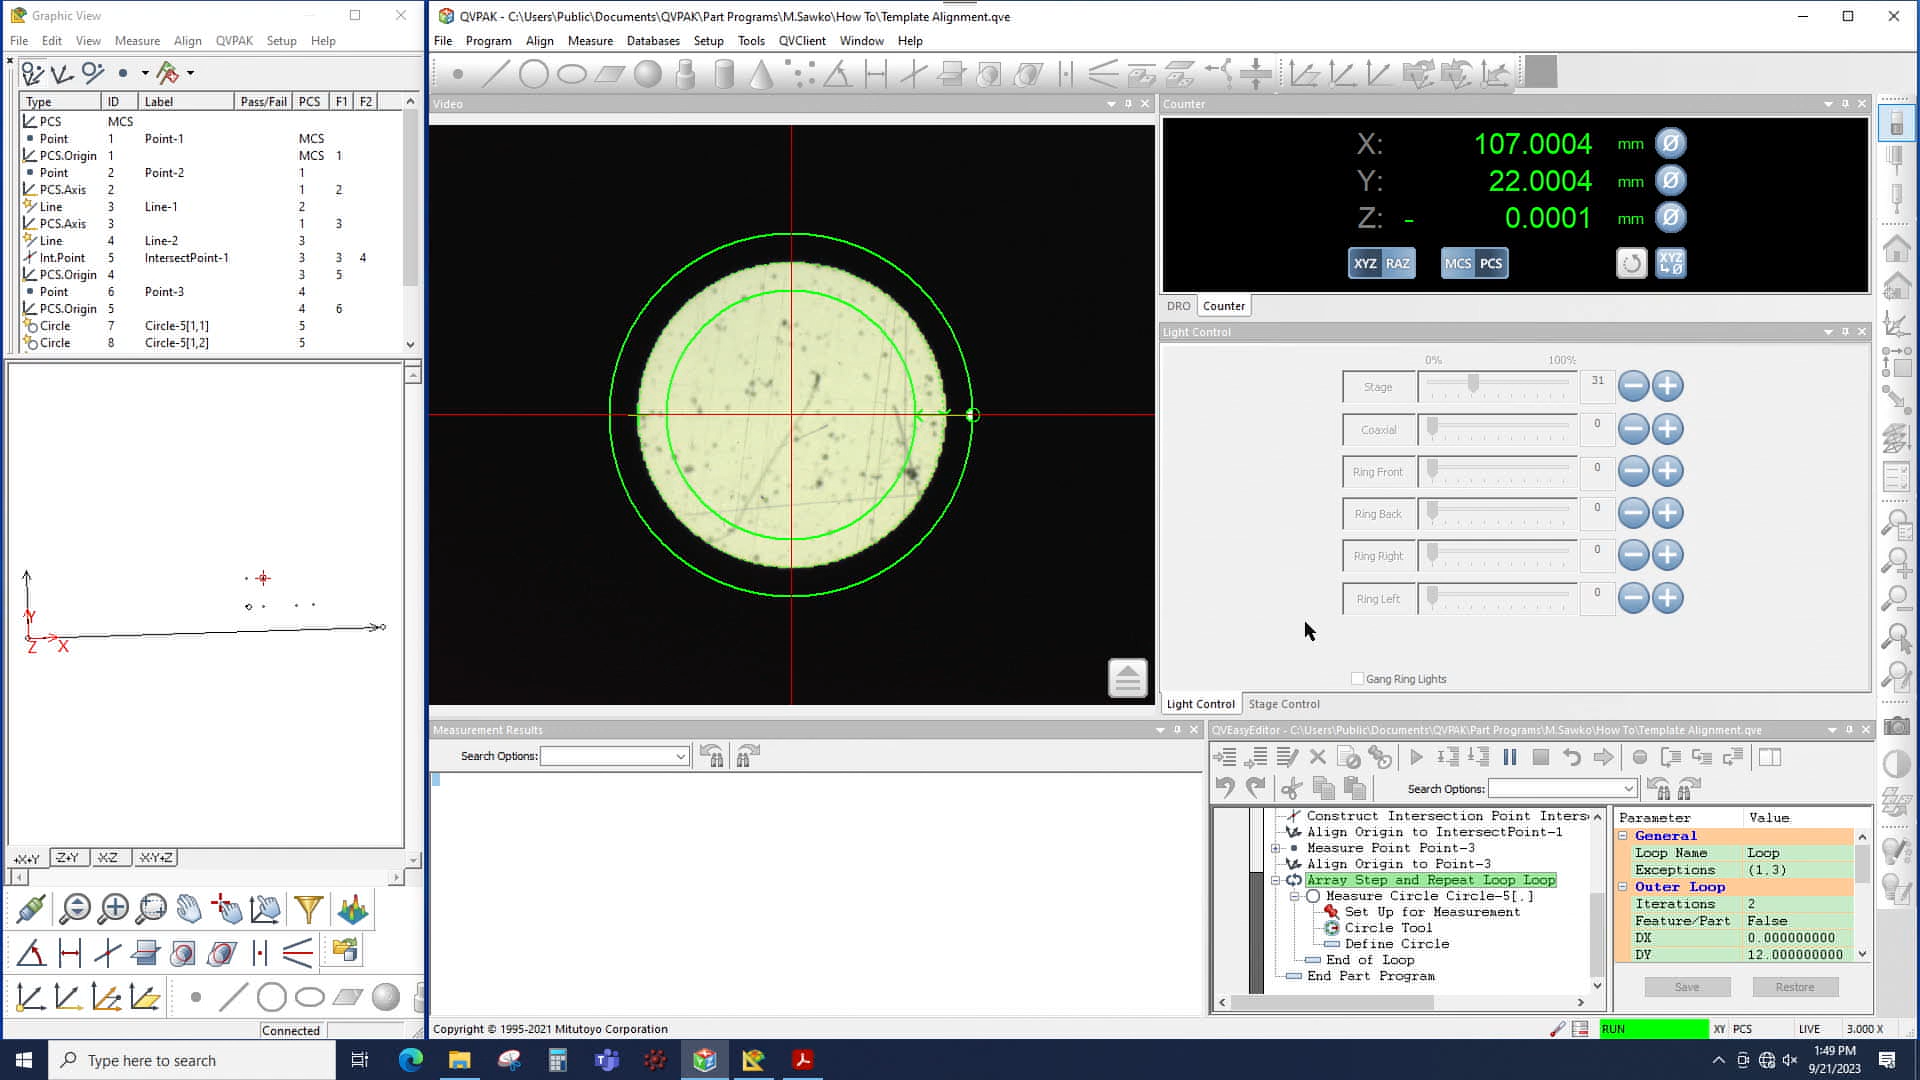 Graphic View
File Edit View Measure Align QVPAK Setup Help
Type ID Label Pass/Fail PCS F1 F2
PCS MCS
Point 1 Point-1 MCS
PCS.Origin 1 MCS 1
Point 2 Point-2 1
PCS.Axis 2 1 2
Line 3 Line-1 2
PCS.Axis 3 1 3
Line 4 Line-2 3
Int.Point 5 IntersectPoint-1 3 3 4
PCS.Origin 4 3 5
Point 6 Point-3 4
PCS.Origin 5 4 6
Circle 7 Circle-5[1,1] 5
Circle 8 Circle-5[1,2] 5
Y
Z X
+X+Y -Z+Y -X-Z -X-Y+Z
Connected
QVPAK - C:\Users\Public\Documents\QVPAK\Part Programs\M.Sawko\How To\Template Alignment.qve
File Program Align Measure Databases Setup Tools QVClient Window Help
Video
Counter
X: 107.0004 mm Ø
Y: 22.0004 mm Ø
Z: - 0.0001 mm Ø
XYZ RAZ MCS PCS XYZ Ø
DRO Counter
Light Control
0% 100%
Stage 31
Coaxial 0
Ring Front 0
Ring Back 0
Ring Right 0
Ring Left 0
Gang Ring Lights
Light Control Stage Control
Measurement Results
Search Options:
QVEasyEditor - C:\Users\Public\Documents\QVPAK\Part Programs\M.Sawko\How To\Template Alignment.qve
Search Options:
Construct Intersection Point Inters
Align Origin to IntersectPoint-1
Measure Point Point-3
Align Origin to Point-3
Array Step and Repeat Loop Loop
Measure Circle Circle-5[,]
Set Up for Measurement
Circle Tool
Define Circle
End of Loop
End Part Program
Parameter Value
General
Loop Name Loop
Exceptions (1,3)
Outer Loop
Iterations 2
Feature/Part False
DX 0.000000000
DY 12.000000000
Save Restore
Copyright © 1995-2021 Mitutoyo Corporation
RUN XY PCS LIVE 3.000 X
Type here to search
1:49 PM
9/21/2023